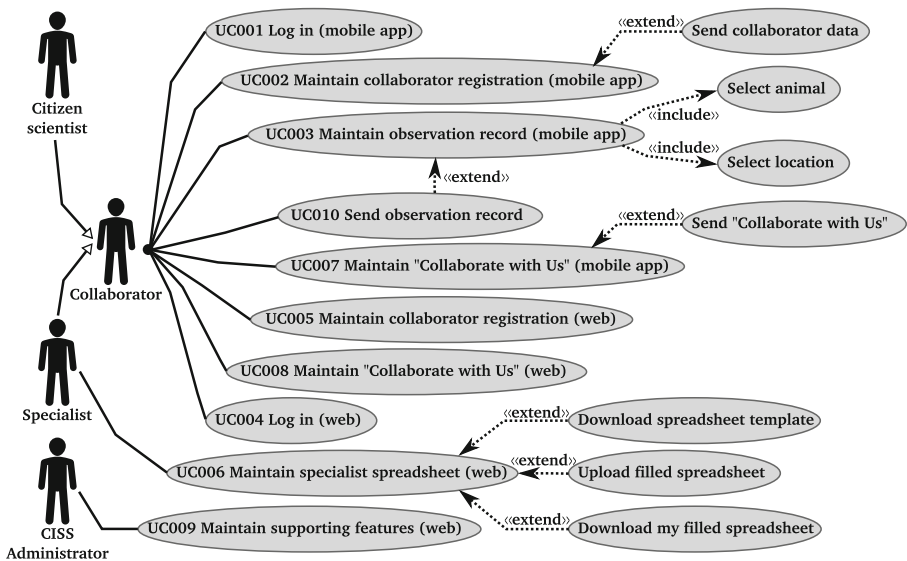 UC001 Log in (mobile app)
«extend»
Send collaborator data
Citizen
scientist
UC002 Maintain collaborator registration (mobile app)
Select animal
«include»
UC003 Maintain observation record (mobile app)
«include»
Select location
«extend»
UC010 Send observation record
«extend»
Send "Collaborate with Us"
Collaborator
UC007 Maintain "Collaborate with Us" (mobile app)
UC005 Maintain collaborator registration (web)
UC008 Maintain "Collaborate with Us" (web)
Specialist
UC004 Log in (web)
«extend»
Download spreadsheet template
UC006 Maintain specialist spreadsheet (web)
«extend»
Upload filled spreadsheet
CISS
Administrator
UC009 Maintain supporting features (web)
«extend»
Download my filled spreadsheet